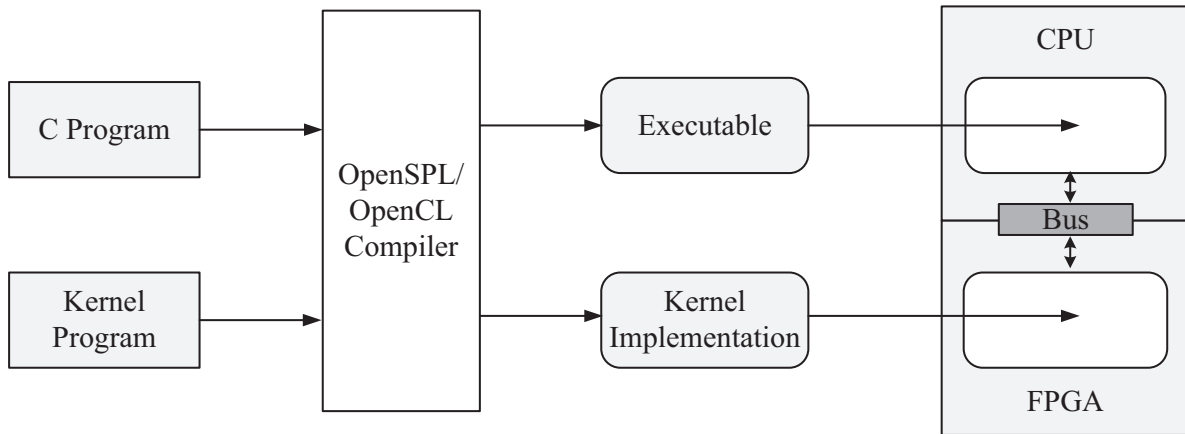 C Program
Kernel
Program
OpenSPL/
OpenCL
Compiler
Executable
Kernel
Implementation
CPU
Bus
FPGA